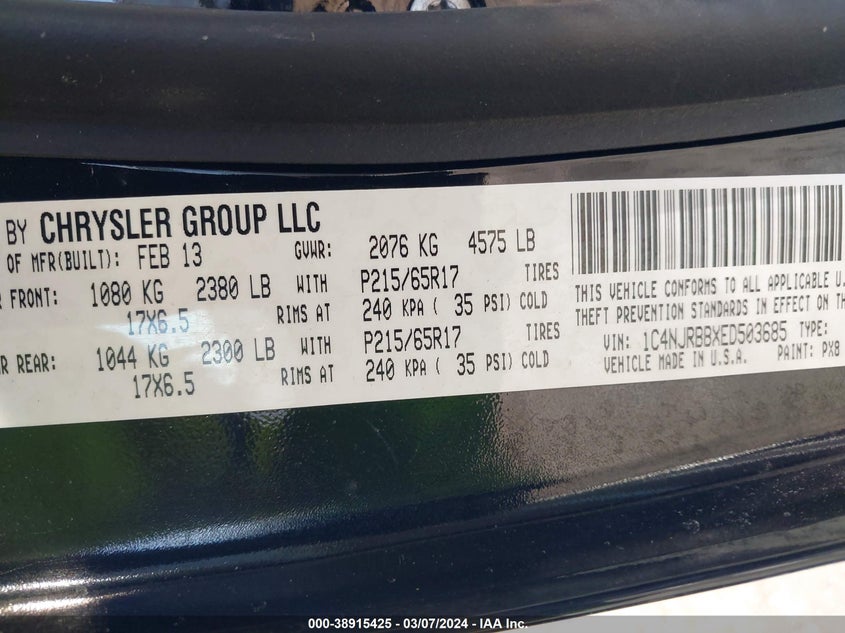 BY CHRYSLER GROUP LLC
OF MFR(BUILT): FEB 13 GVWR: 2076 KG 4575 LB
FRONT: 1080 KG 2380 LB WITH P215/65R17 TIRES
17X6.5 RIMS AT 240 KPA ( 35 PSI) COLD
REAR: 1044 KG 2300 LB WITH P215/65R17 TIRES
17X6.5 RIMS AT 240 KPA ( 35 PSI) COLD
THIS VEHICLE CONFORMS TO ALL APPLICABLE U.
THEFT PREVENTION STANDARDS IN EFFECT ON
VIN: 1C4NJRBBXED503685 TYPE:
VEHICLE MADE IN U.S.A. PAINT: PX8
000-38915425 - 03/07/2024 - IAA Inc.